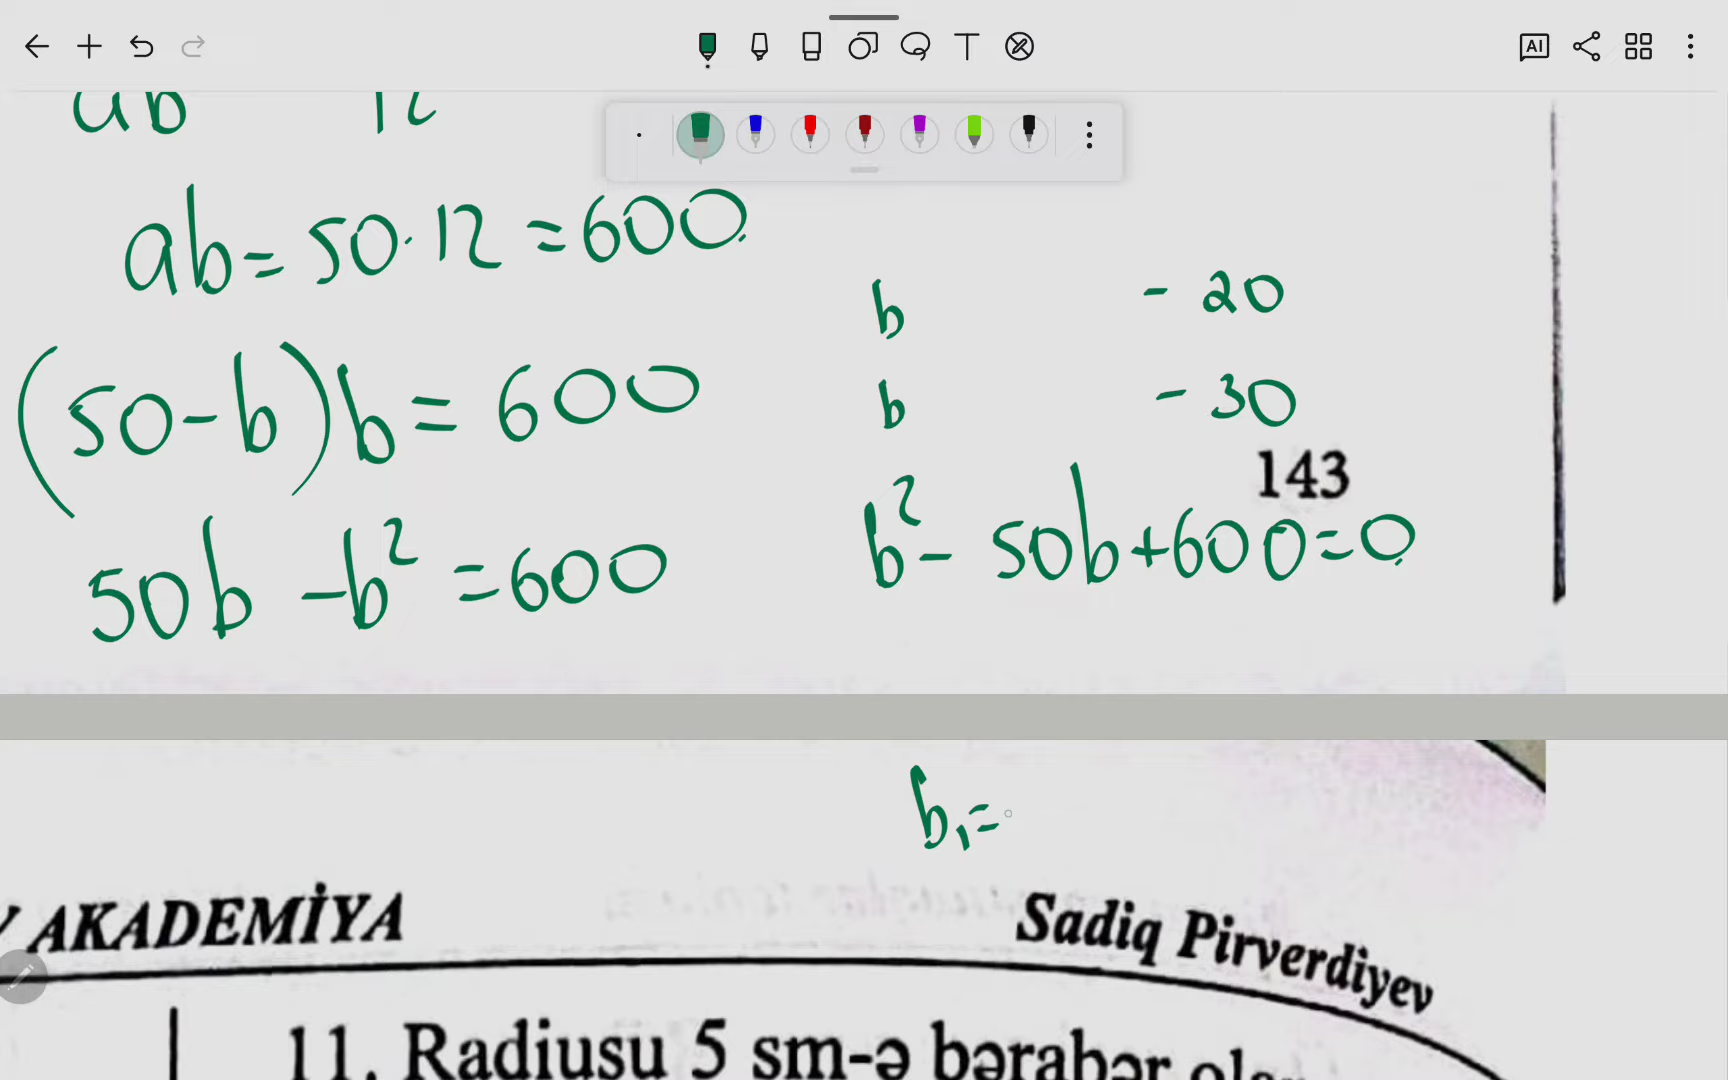 AI
T
ab = 50 · 12 = 600
(50 - b)b = 600
50b - b² = 600
b - 20
b - 30
143
b² - 50b + 600 = 0
b₁ =
AKADEMİYA
Sadiq Pirverdiyev
11. Radiusu 5 sm-ə bərabər